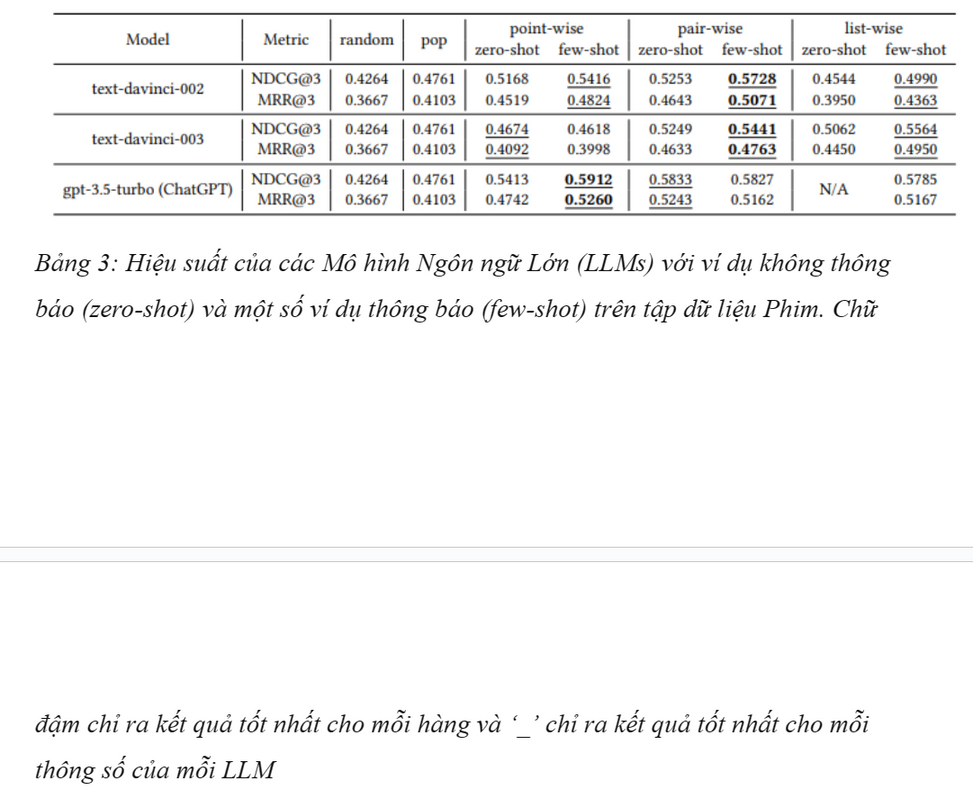 point-wise pair-wise list-wise
Model Metric random pop zero-shot few-shot zero-shot few-shot zero-shot few-shot
text-davinci-002 NDCG@3 0.4264 0.4761 0.5168 0.5416 0.5253 0.5728 0.4544 0.4990
MRR@3 0.3667 0.4103 0.4519 0.4824 0.4643 0.5071 0.3950 0.4363
text-davinci-003 NDCG@3 0.4264 0.4761 0.4674 0.4618 0.5249 0.5441 0.5062 0.5564
MRR@3 0.3667 0.4103 0.4092 0.3998 0.4633 0.4763 0.4450 0.4950
gpt-3.5-turbo (ChatGPT) NDCG@3 0.4264 0.4761 0.5413 0.5912 0.5833 0.5827 N/A 0.5785
MRR@3 0.3667 0.4103 0.4742 0.5260 0.5243 0.5162 0.5167
Bảng 3: Hiệu suất của các Mô hình Ngôn ngữ Lớn (LLMs) với ví dụ không thông
báo (zero-shot) và một số ví dụ thông báo (few-shot) trên tập dữ liệu Phim. Chữ
đậm chỉ ra kết quả tốt nhất cho mỗi hàng và ‘_’ chỉ ra kết quả tốt nhất cho mỗi
thông số của mỗi LLM